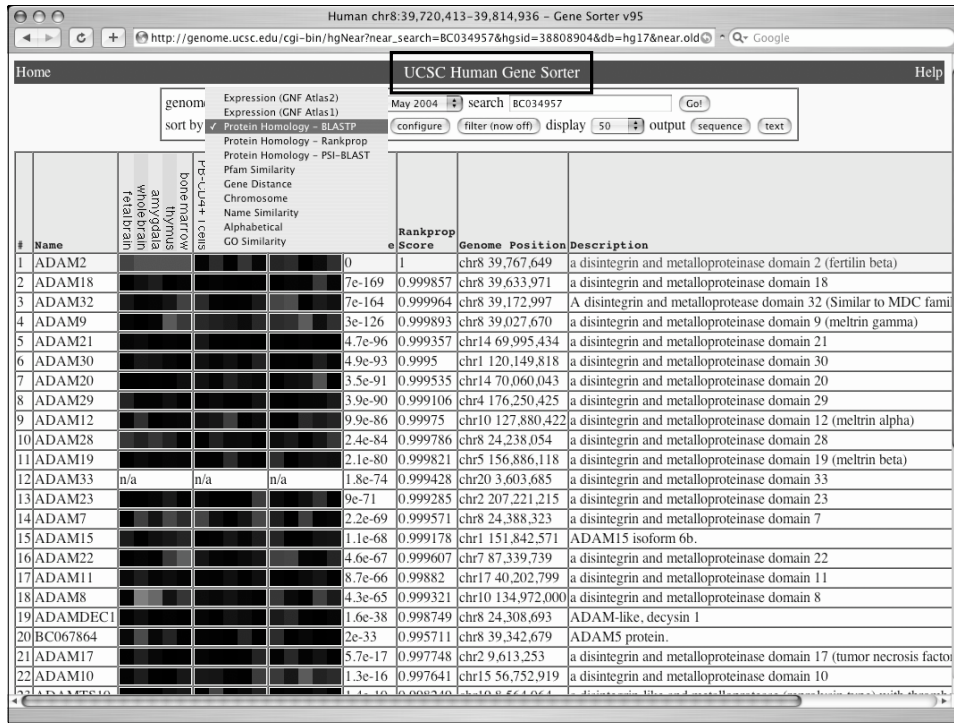 Human chr8:39,720,413-39,814,936 – Gene Sorter v95
http://genome.ucsc.edu/cgi-bin/hgNear?near_search=BC034957&hgsid=38808904&db=hg17&near.old
Google
Home UCSC Human Gene Sorter Help
May 2004 search BC034957 Go!
sort by ✓ Protein Homology – BLASTP configure filter (now off) display 50 output sequence text
Expression (GNF Atlas2)
Expression (GNF Atlas1)
Protein Homology – Rankprop
Protein Homology – PSI-BLAST
Pfam Similarity
Gene Distance
Chromosome
Name Similarity
Alphabetical
GO Similarity
fetal brain
whole brain
amygdala
thymus
bone marrow
PB-CD4+ Tcells
# Name Rankprop Score Genome Position Description
1 ADAM2 0 1 chr8 39,767,649 a disintegrin and metalloproteinase domain 2 (fertilin beta)
2 ADAM18 7e-169 0.999857 chr8 39,633,971 a disintegrin and metalloproteinase domain 18
3 ADAM32 7e-164 0.999964 chr8 39,172,997 A disintegrin and metalloprotease domain 32 (Similar to MDC famil
4 ADAM9 3e-126 0.999893 chr8 39,027,670 a disintegrin and metalloproteinase domain 9 (meltrin gamma)
5 ADAM21 4.7e-96 0.999357 chr14 69,995,434 a disintegrin and metalloproteinase domain 21
6 ADAM30 4.9e-93 0.9995 chr1 120,149,818 a disintegrin and metalloproteinase domain 30
7 ADAM20 3.5e-91 0.999535 chr14 70,060,043 a disintegrin and metalloproteinase domain 20
8 ADAM29 3.9e-90 0.999106 chr4 176,250,425 a disintegrin and metalloproteinase domain 29
9 ADAM12 9.9e-86 0.99975 chr10 127,880,422 a disintegrin and metalloproteinase domain 12 (meltrin alpha)
10 ADAM28 2.4e-84 0.999786 chr8 24,238,054 a disintegrin and metalloproteinase domain 28
11 ADAM19 2.1e-80 0.999821 chr5 156,886,118 a disintegrin and metalloproteinase domain 19 (meltrin beta)
12 ADAM33 n/a n/a n/a 1.8e-74 0.999428 chr20 3,603,685 a disintegrin and metalloproteinase domain 33
13 ADAM23 9e-71 0.999285 chr2 207,221,215 a disintegrin and metalloproteinase domain 23
14 ADAM7 2.2e-69 0.999571 chr8 24,388,323 a disintegrin and metalloproteinase domain 7
15 ADAM15 1.1e-68 0.999178 chr1 151,842,571 ADAM15 isoform 6b.
16 ADAM22 4.6e-67 0.999607 chr7 87,339,739 a disintegrin and metalloproteinase domain 22
17 ADAM11 8.7e-66 0.99882 chr17 40,202,799 a disintegrin and metalloproteinase domain 11
18 ADAM8 4.3e-65 0.999321 chr10 134,972,000 a disintegrin and metalloproteinase domain 8
19 ADAMDEC1 1.6e-38 0.998749 chr8 24,308,693 ADAM-like, decysin 1
20 BC067864 2e-33 0.995711 chr8 39,342,679 ADAM5 protein.
21 ADAM17 5.7e-17 0.997748 chr2 9,613,253 a disintegrin and metalloproteinase domain 17 (tumor necrosis factor
22 ADAM10 1.3e-16 0.997641 chr15 56,752,919 a disintegrin and metalloproteinase domain 10